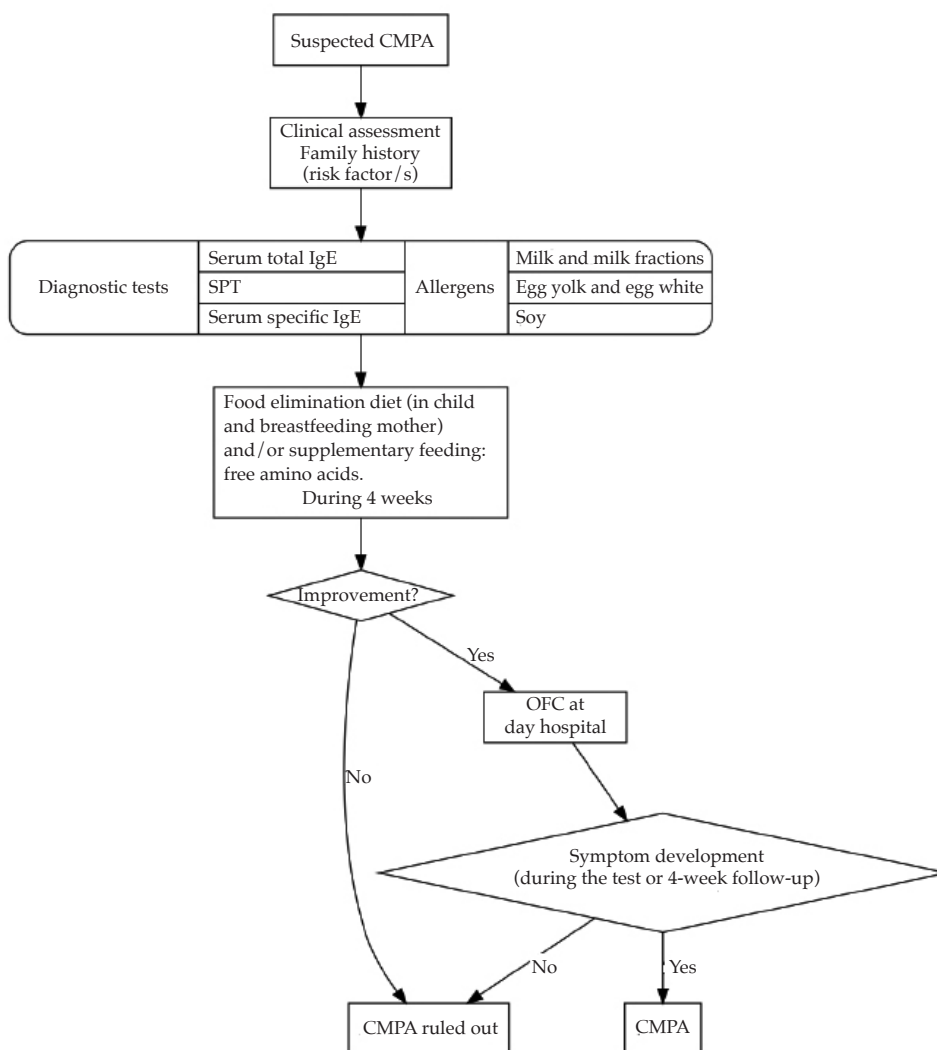 Suspected CMPA
Clinical assessment
Family history
(risk factor/s)
Diagnostic tests
Serum total IgE
SPT
Serum specific IgE
Allergens
Milk and milk fractions
Egg yolk and egg white
Soy
Food elimination diet (in child
and breastfeeding mother)
and/or supplementary feeding:
free amino acids.
During 4 weeks
Improvement?
Yes
OFC at
day hospital
No
Symptom development
(during the test or 4-week follow-up)
No
Yes
CMPA ruled out
CMPA